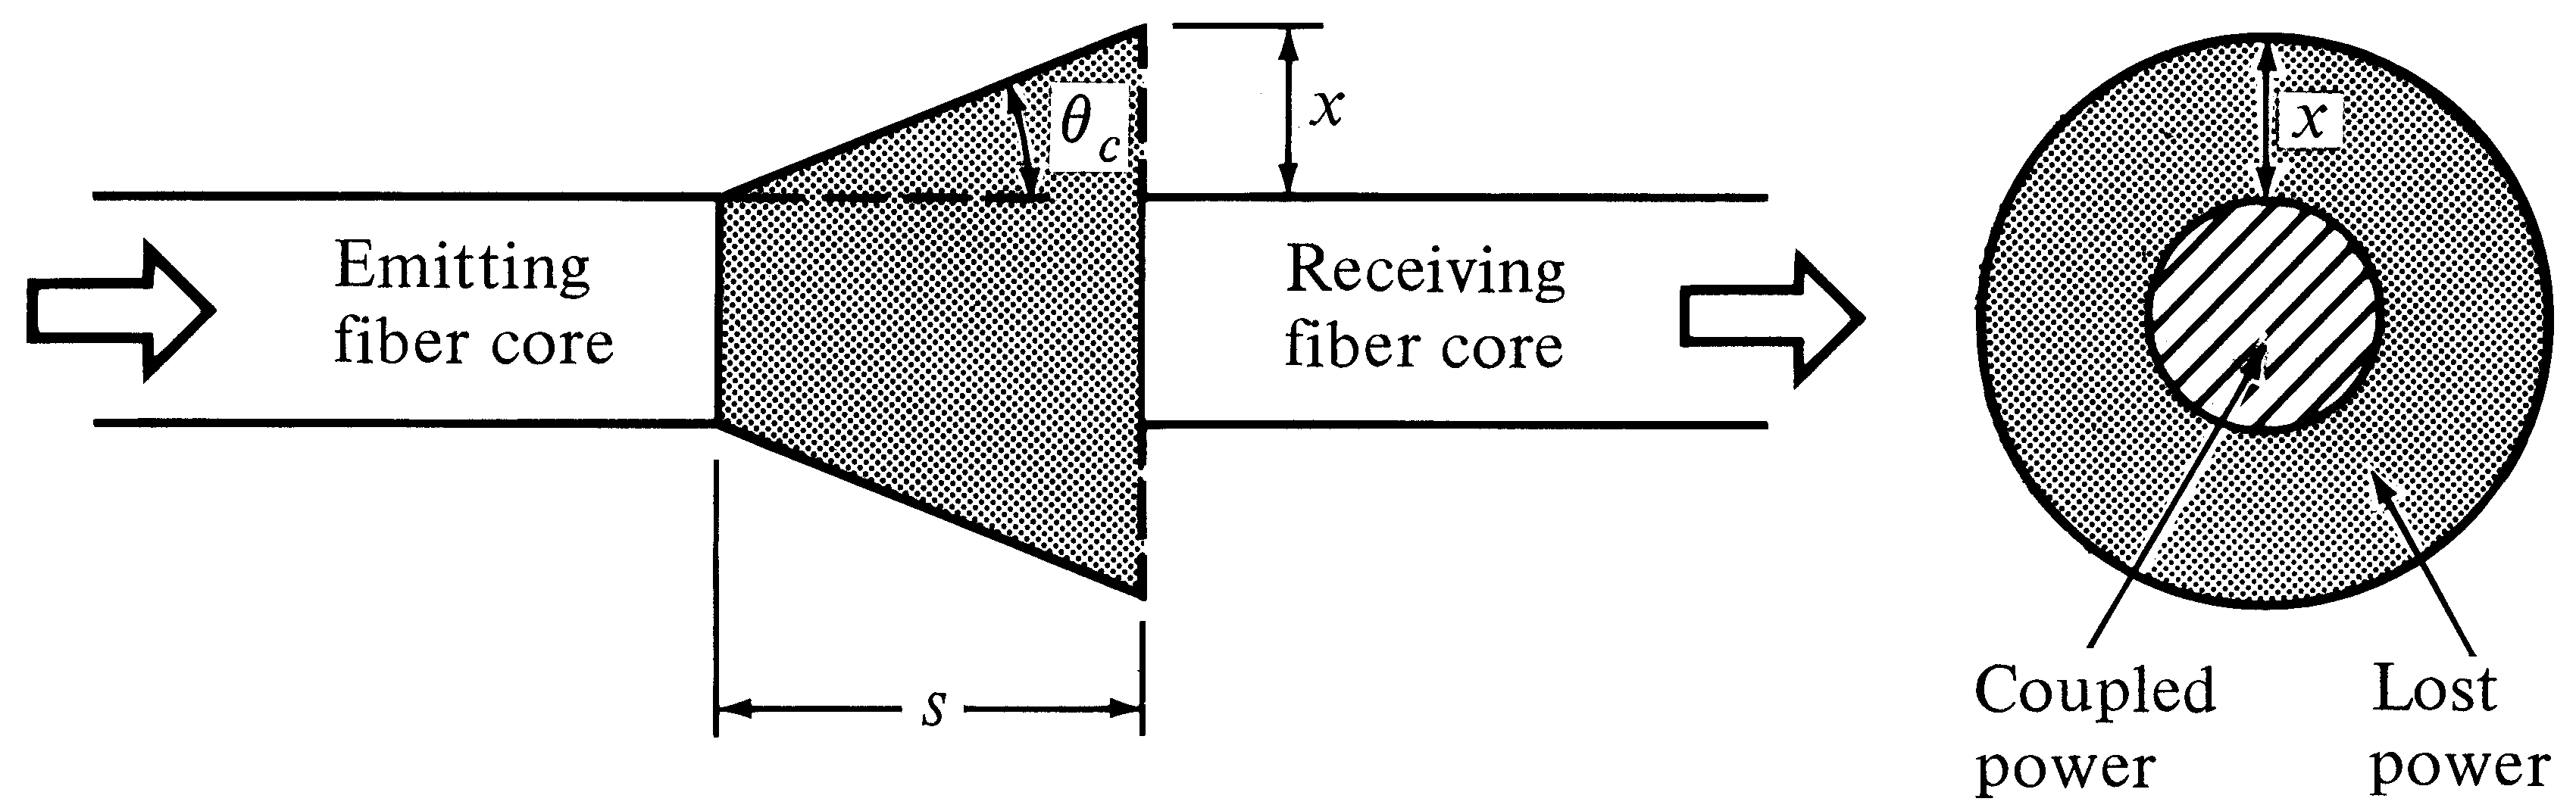 Emitting
fiber core
θc
x
Receiving
fiber core
s
x
Coupled
power
Lost
power